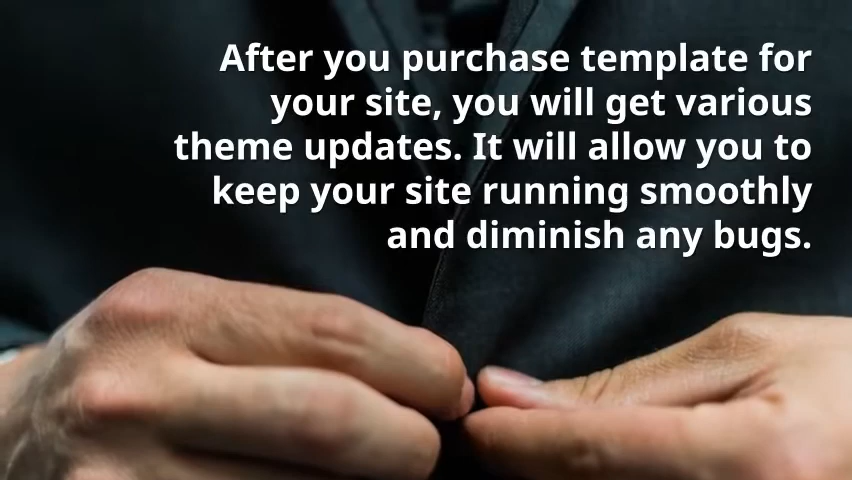 After you purchase template for
your site, you will get various
theme updates. It will allow you to
keep your site running smoothly
and diminish any bugs.